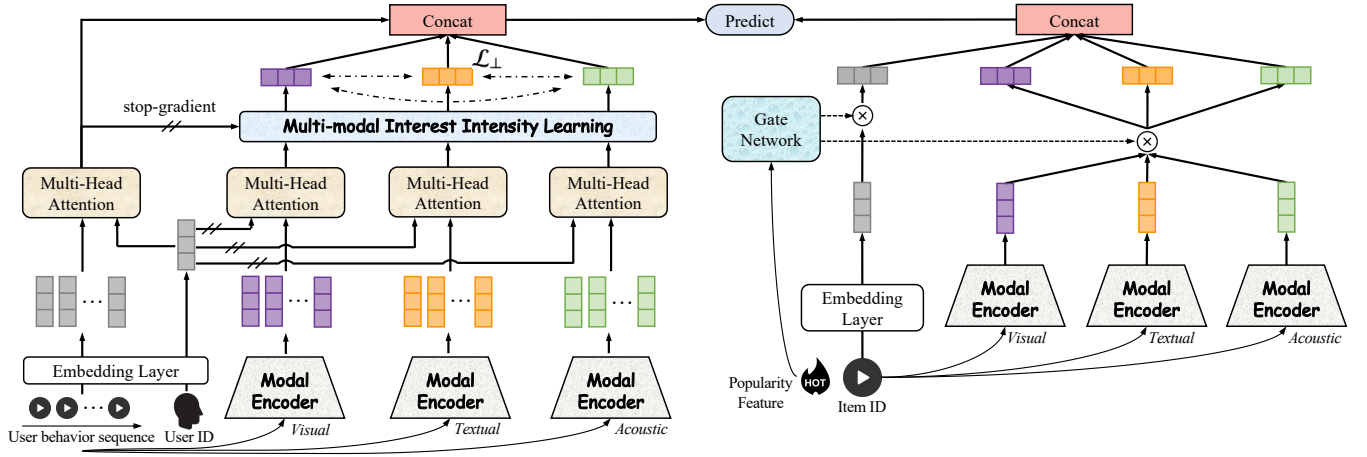 Concat
Predict
Concat
ℒ⊥
stop-gradient
Multi-modal Interest Intensity Learning
Gate
Network
Multi-Head
Attention
Multi-Head
Attention
Multi-Head
Attention
Multi-Head
Attention
...
...
...
...
Embedding Layer
Modal
Encoder
Modal
Encoder
Modal
Encoder
Embedding
Layer
Modal
Encoder
Modal
Encoder
Modal
Encoder
Visual
Textual
Acoustic
Popularity
Feature
HOT
Item ID
...
User behavior sequence
User ID
Visual
Textual
Acoustic